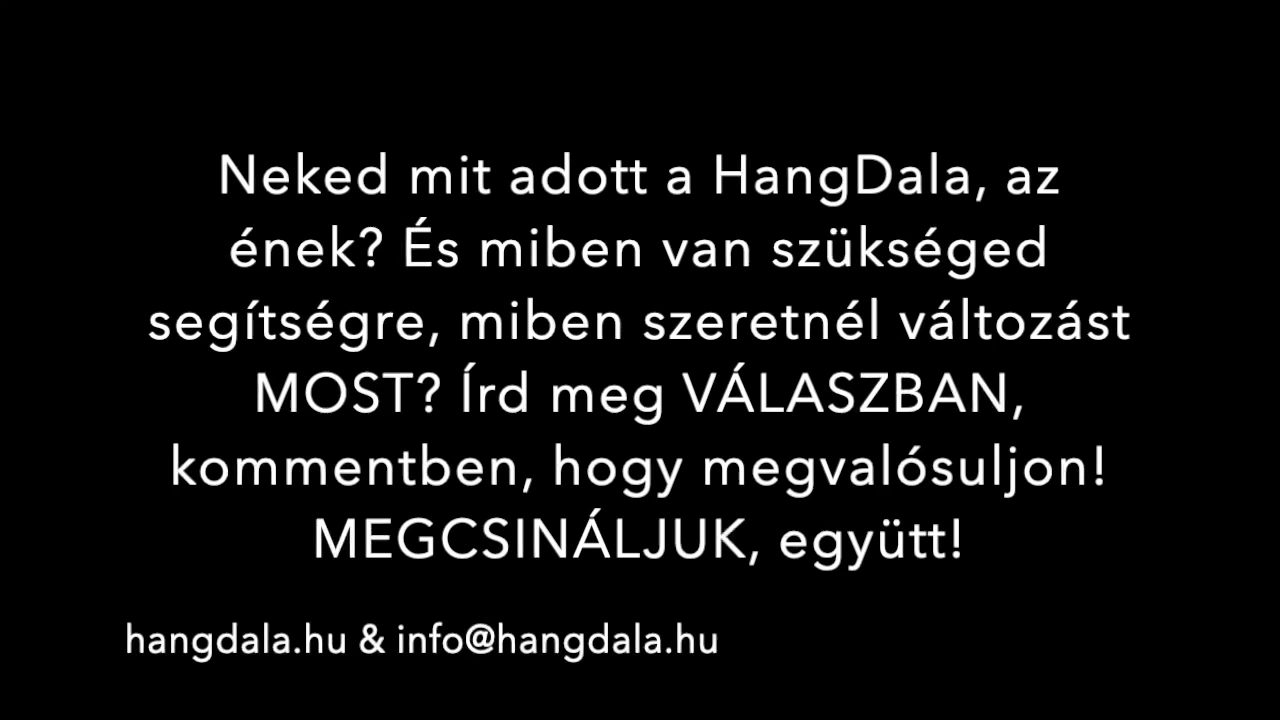 Neked mit adott a HangDala, az
ének? És miben van szükséged
segítségre, miben szeretnél változást
MOST? Írd meg VÁLASZBAN,
kommentben, hogy megvalósuljon!
MEGCSINÁLJUK, együtt!
hangdala.hu & info@hangdala.hu